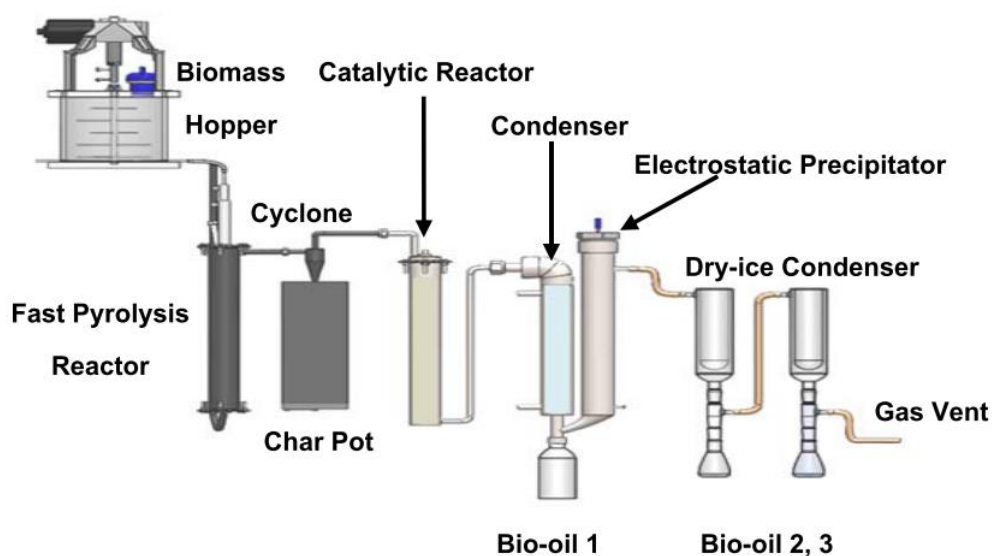 Biomass
Hopper
Catalytic Reactor
Condenser
Electrostatic Precipitator
Cyclone
Dry-ice Condenser
Fast Pyrolysis
Reactor
Char Pot
Gas Vent
Bio-oil 1
Bio-oil 2, 3